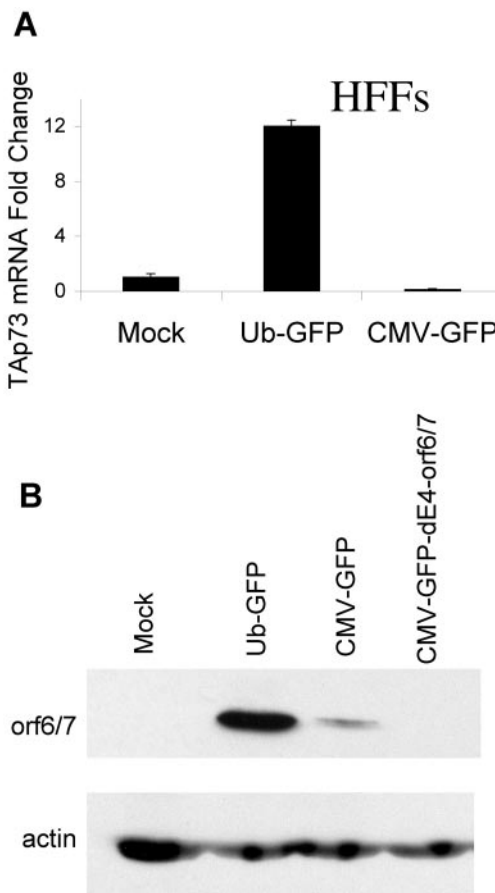 A
HFFs
TAp73 mRNA Fold Change
12
8
4
0
Mock Ub-GFP CMV-GFP
B
Mock
Ub-GFP
CMV-GFP
CMV-GFP-dE4-orf6/7
orf6/7
actin